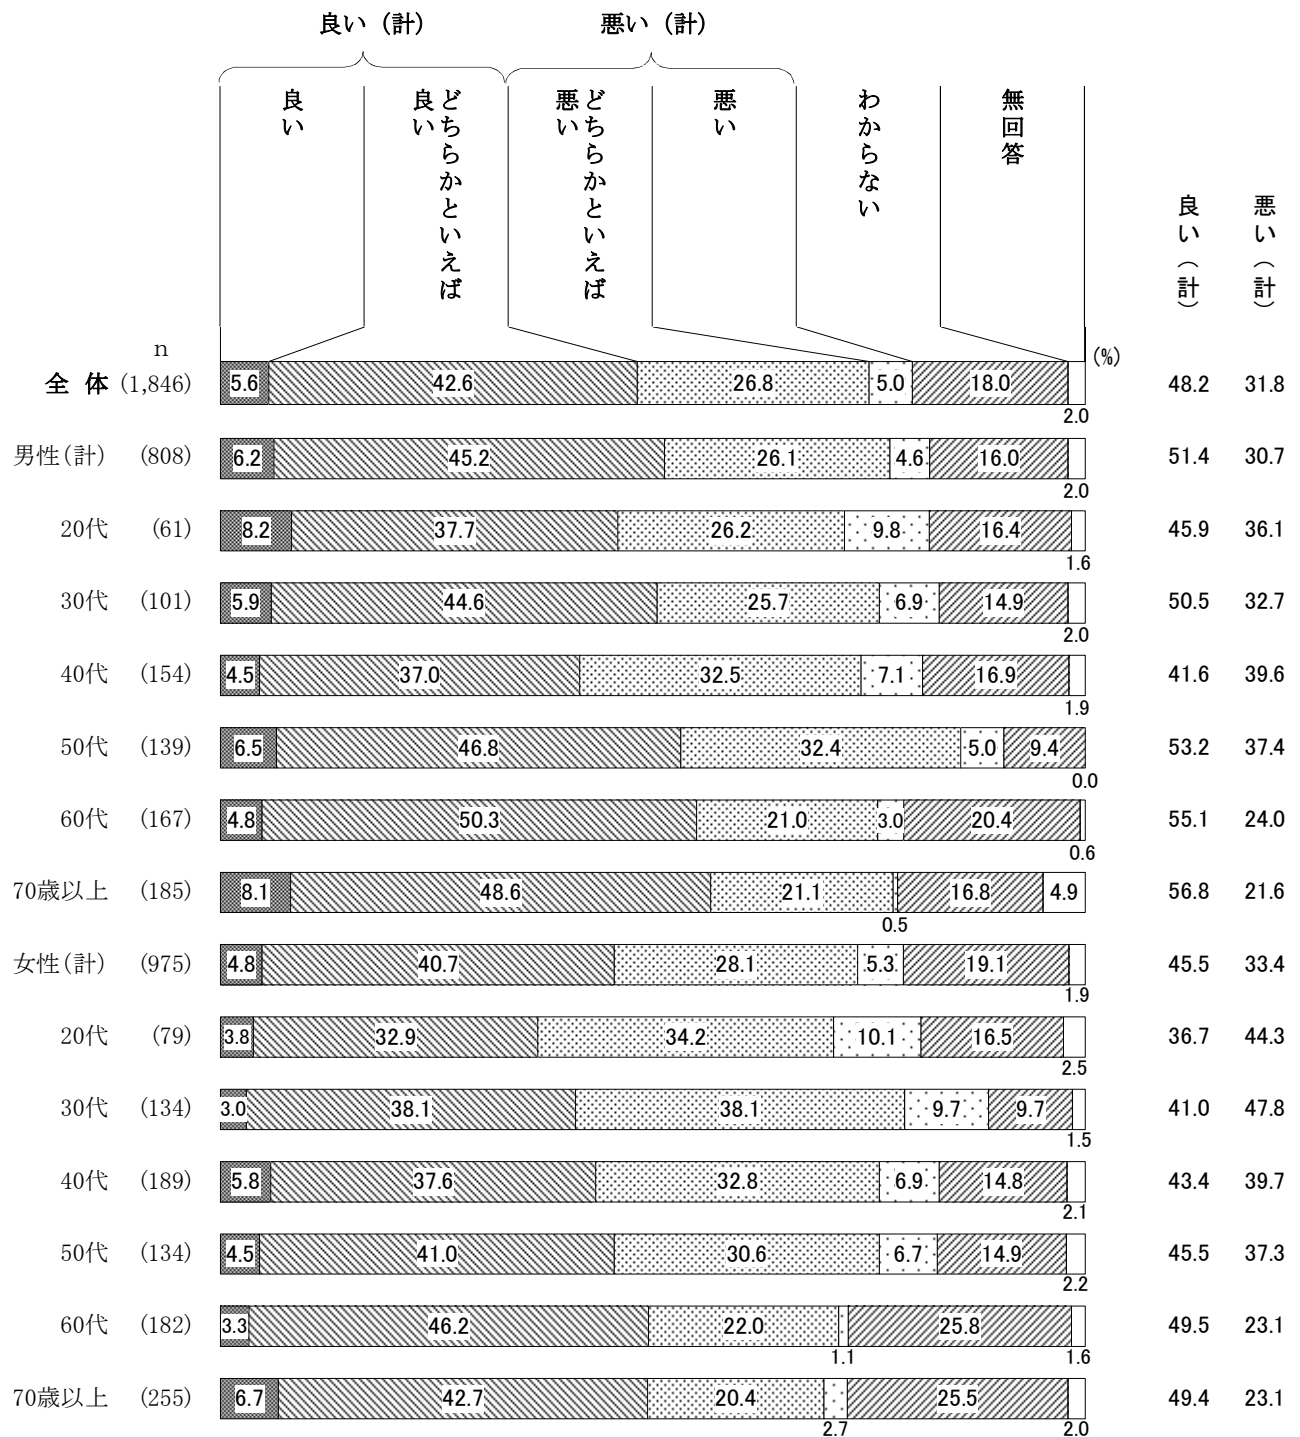 良い（計）　悪い（計）
良い
どちらかといえば
良い
どちらかといえば
悪い
悪い
わからない
無回答
良い（計）
悪い（計）
n
(%)
全 体 (1,846) 5.6 42.6 26.8 5.0 18.0 2.0 48.2 31.8
男性(計) (808) 6.2 45.2 26.1 4.6 16.0 2.0 51.4 30.7
20代 (61) 8.2 37.7 26.2 9.8 16.4 1.6 45.9 36.1
30代 (101) 5.9 44.6 25.7 6.9 14.9 2.0 50.5 32.7
40代 (154) 4.5 37.0 32.5 7.1 16.9 1.9 41.6 39.6
50代 (139) 6.5 46.8 32.4 5.0 9.4 0.0 53.2 37.4
60代 (167) 4.8 50.3 21.0 3.0 20.4 0.6 55.1 24.0
70歳以上 (185) 8.1 48.6 21.1 0.5 16.8 4.9 56.8 21.6
女性(計) (975) 4.8 40.7 28.1 5.3 19.1 1.9 45.5 33.4
20代 (79) 3.8 32.9 34.2 10.1 16.5 2.5 36.7 44.3
30代 (134) 3.0 38.1 38.1 9.7 9.7 1.5 41.0 47.8
40代 (189) 5.8 37.6 32.8 6.9 14.8 2.1 43.4 39.7
50代 (134) 4.5 41.0 30.6 6.7 14.9 2.2 45.5 37.3
60代 (182) 3.3 46.2 22.0 1.1 25.8 1.6 49.5 23.1
70歳以上 (255) 6.7 42.7 20.4 2.7 25.5 2.0 49.4 23.1